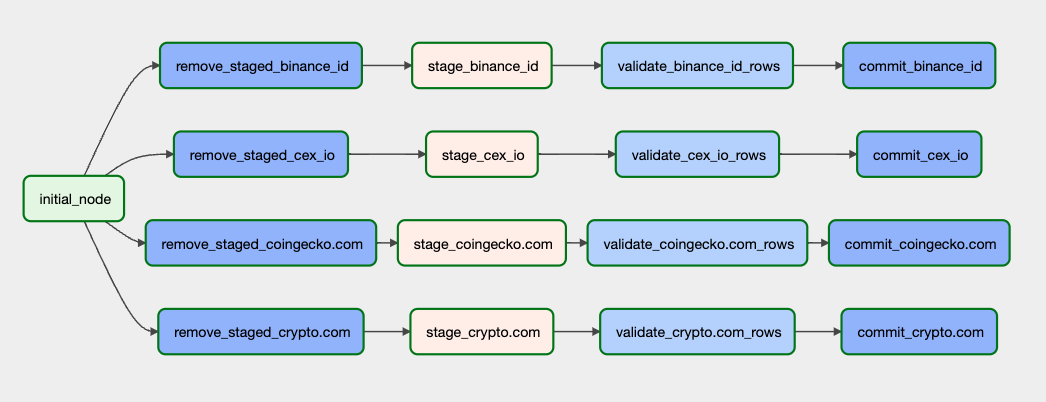 remove_staged_binance_id
stage_binance_id
validate_binance_id_rows
commit_binance_id
remove_staged_cex_io
stage_cex_io
validate_cex_io_rows
commit_cex_io
initial_node
remove_staged_coingecko.com
stage_coingecko.com
validate_coingecko.com_rows
commit_coingecko.com
remove_staged_crypto.com
stage_crypto.com
validate_crypto.com_rows
commit_crypto.com